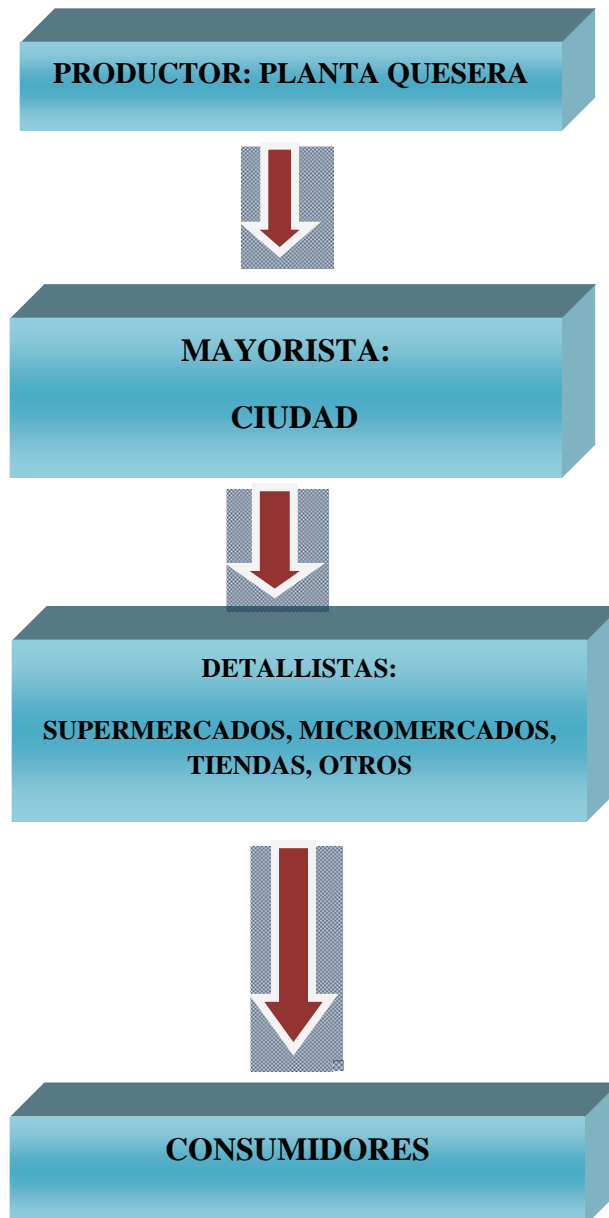 PRODUCTOR: PLANTA QUESERA
MAYORISTA:
CIUDAD
DETALLISTAS:
SUPERMERCADOS, MICROMERCADOS,
TIENDAS, OTROS
CONSUMIDORES